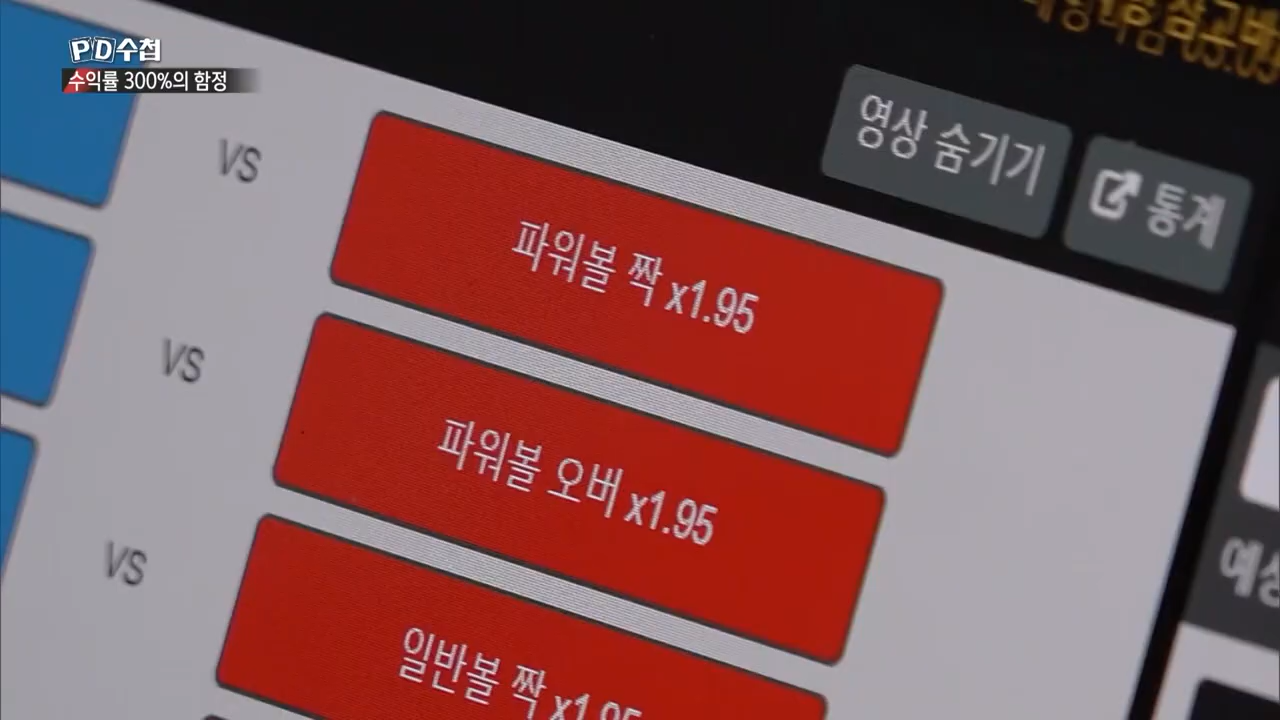 PD수첩
수익률 300%의 함정
영상 숨기기
통계
VS
파워볼 짝 x1.95
VS
파워볼 오버 x1.95
VS
일반볼 짝 x1.95